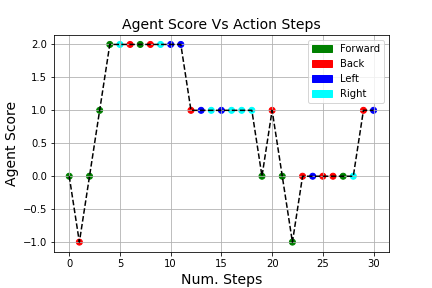 Agent Score Vs Action Steps
2.0
1.5
1.0
0.5
0.0
−0.5
−1.0
Agent Score
Forward
Back
Left
Right
0 5 10 15 20 25 30
Num. Steps